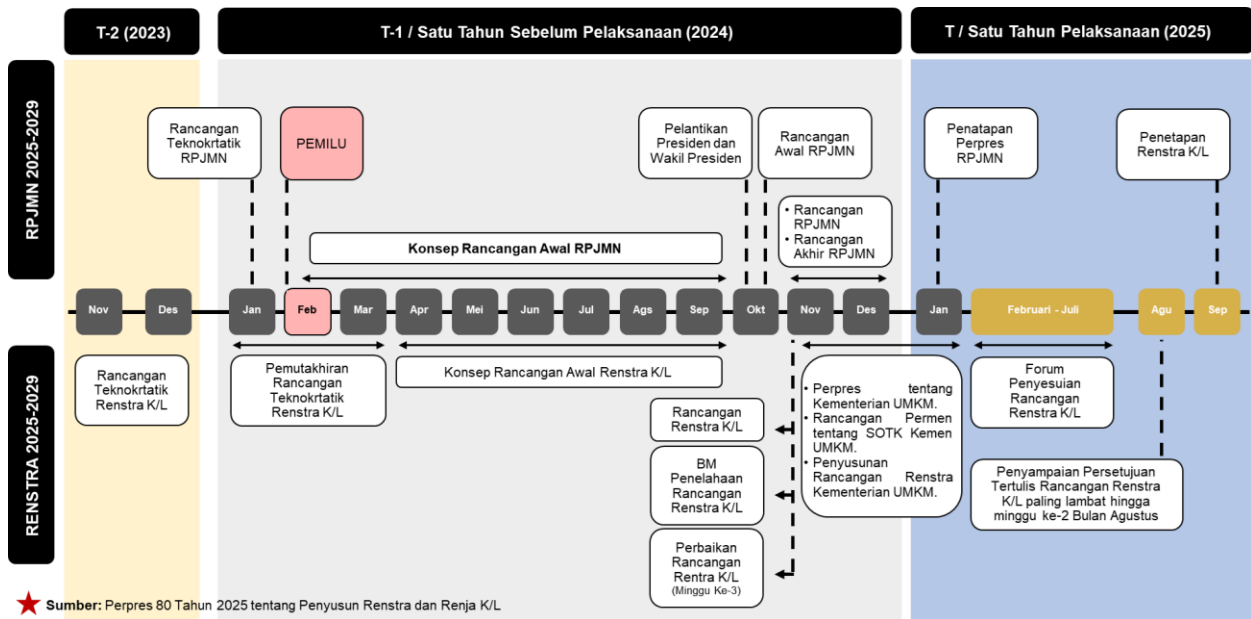 T-2 (2023)
T-1 / Satu Tahun Sebelum Pelaksanaan (2024)
T / Satu Tahun Pelaksanaan (2025)
RPJMN 2025-2029
Rancangan
Teknokrtatik
RPJMN
PEMILU
Pelantikan
Presiden dan
Wakil Presiden
Rancangan
Awal RPJMN
Penatapan
Perpres
RPJMN
Penetapan
Renstra K/L
Konsep Rancangan Awal RPJMN
• Rancangan
RPJMN
• Rancangan
Akhir RPJMN
Nov
Des
Jan
Feb
Mar
Apr
Mei
Jun
Jul
Ags
Sep
Okt
Nov
Des
Jan
Februari - Juli
Agu
Sep
RENSTRA 2025-2029
Rancangan
Teknokrtatik
Renstra K/L
Pemutakhiran
Rancangan
Teknokrtatik
Renstra K/L
Konsep Rancangan Awal Renstra K/L
Rancangan
Renstra K/L
BM
Penelahaan
Rancangan
Renstra K/L
Perbaikan
Rancangan
Rentra K/L
(Minggu Ke-3)
• Perpres tentang
Kementerian UMKM.
• Rancangan Permen
tentang SOTK Kemen
UMKM.
• Penyusunan
Rancangan Renstra
Kementerian UMKM.
Forum
Penyesuian
Rancangan
Renstra K/L
Penyampaian Persetujuan
Tertulis Rancangan Renstra
K/L paling lambat hingga
minggu ke-2 Bulan Agustus
Sumber: Perpres 80 Tahun 2025 tentang Penyusun Renstra dan Renja K/L